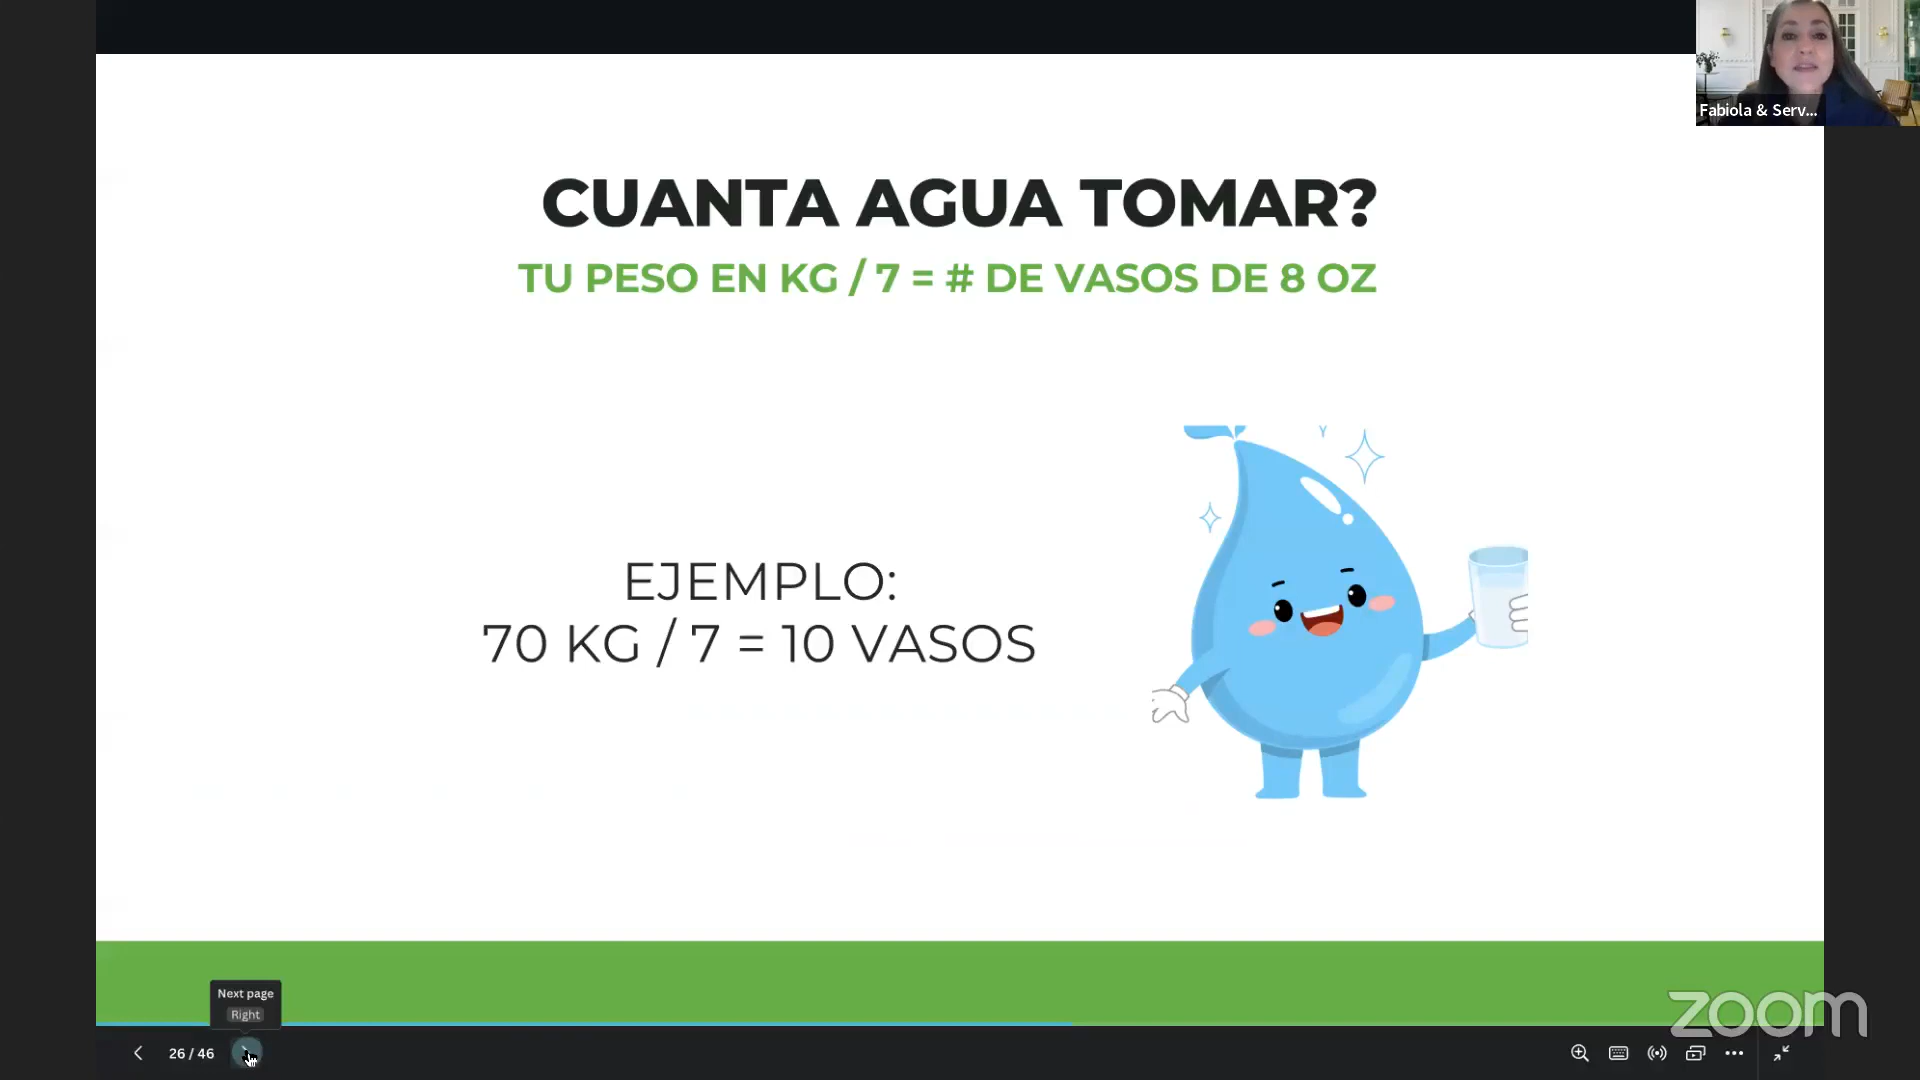 Fabiola & Serv...
CUANTA AGUA TOMAR?
TU PESO EN KG / 7 = # DE VASOS DE 8 OZ
EJEMPLO:
70 KG / 7 = 10 VASOS
Next page
Right
26 / 46
zoom